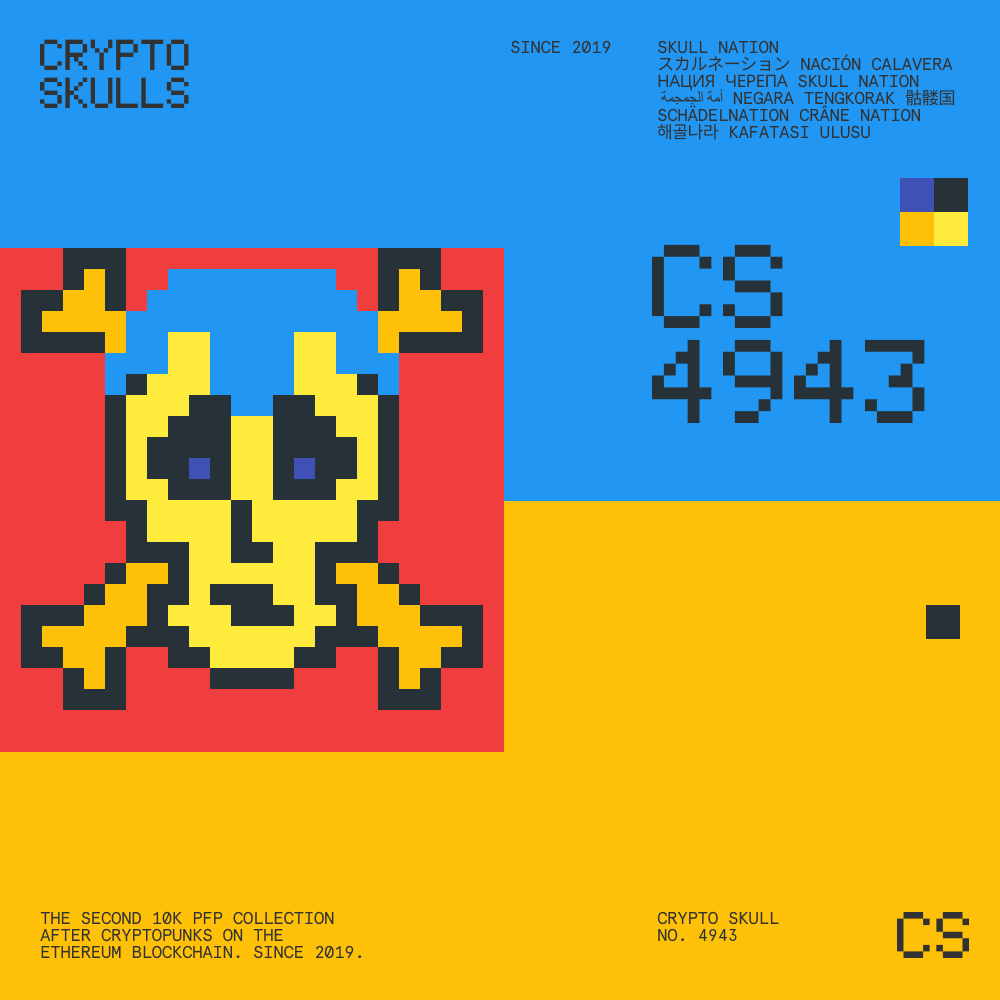 CRYPTO
SKULLS
SINCE 2019
SKULL NATION
スカルネーション NACIÓN CALAVERA
НАЦИЯ ЧЕРЕПА SKULL NATION
أمة الجمجمة NEGARA TENGKORAK 骷髅国
SCHÄDELNATION CRÂNE NATION
해골나라 KAFATASI ULUSU
CS
4943
THE SECOND 10K PFP COLLECTION
AFTER CRYPTOPUNKS ON THE
ETHEREUM BLOCKCHAIN. SINCE 2019.
CRYPTO SKULL
NO. 4943
CS